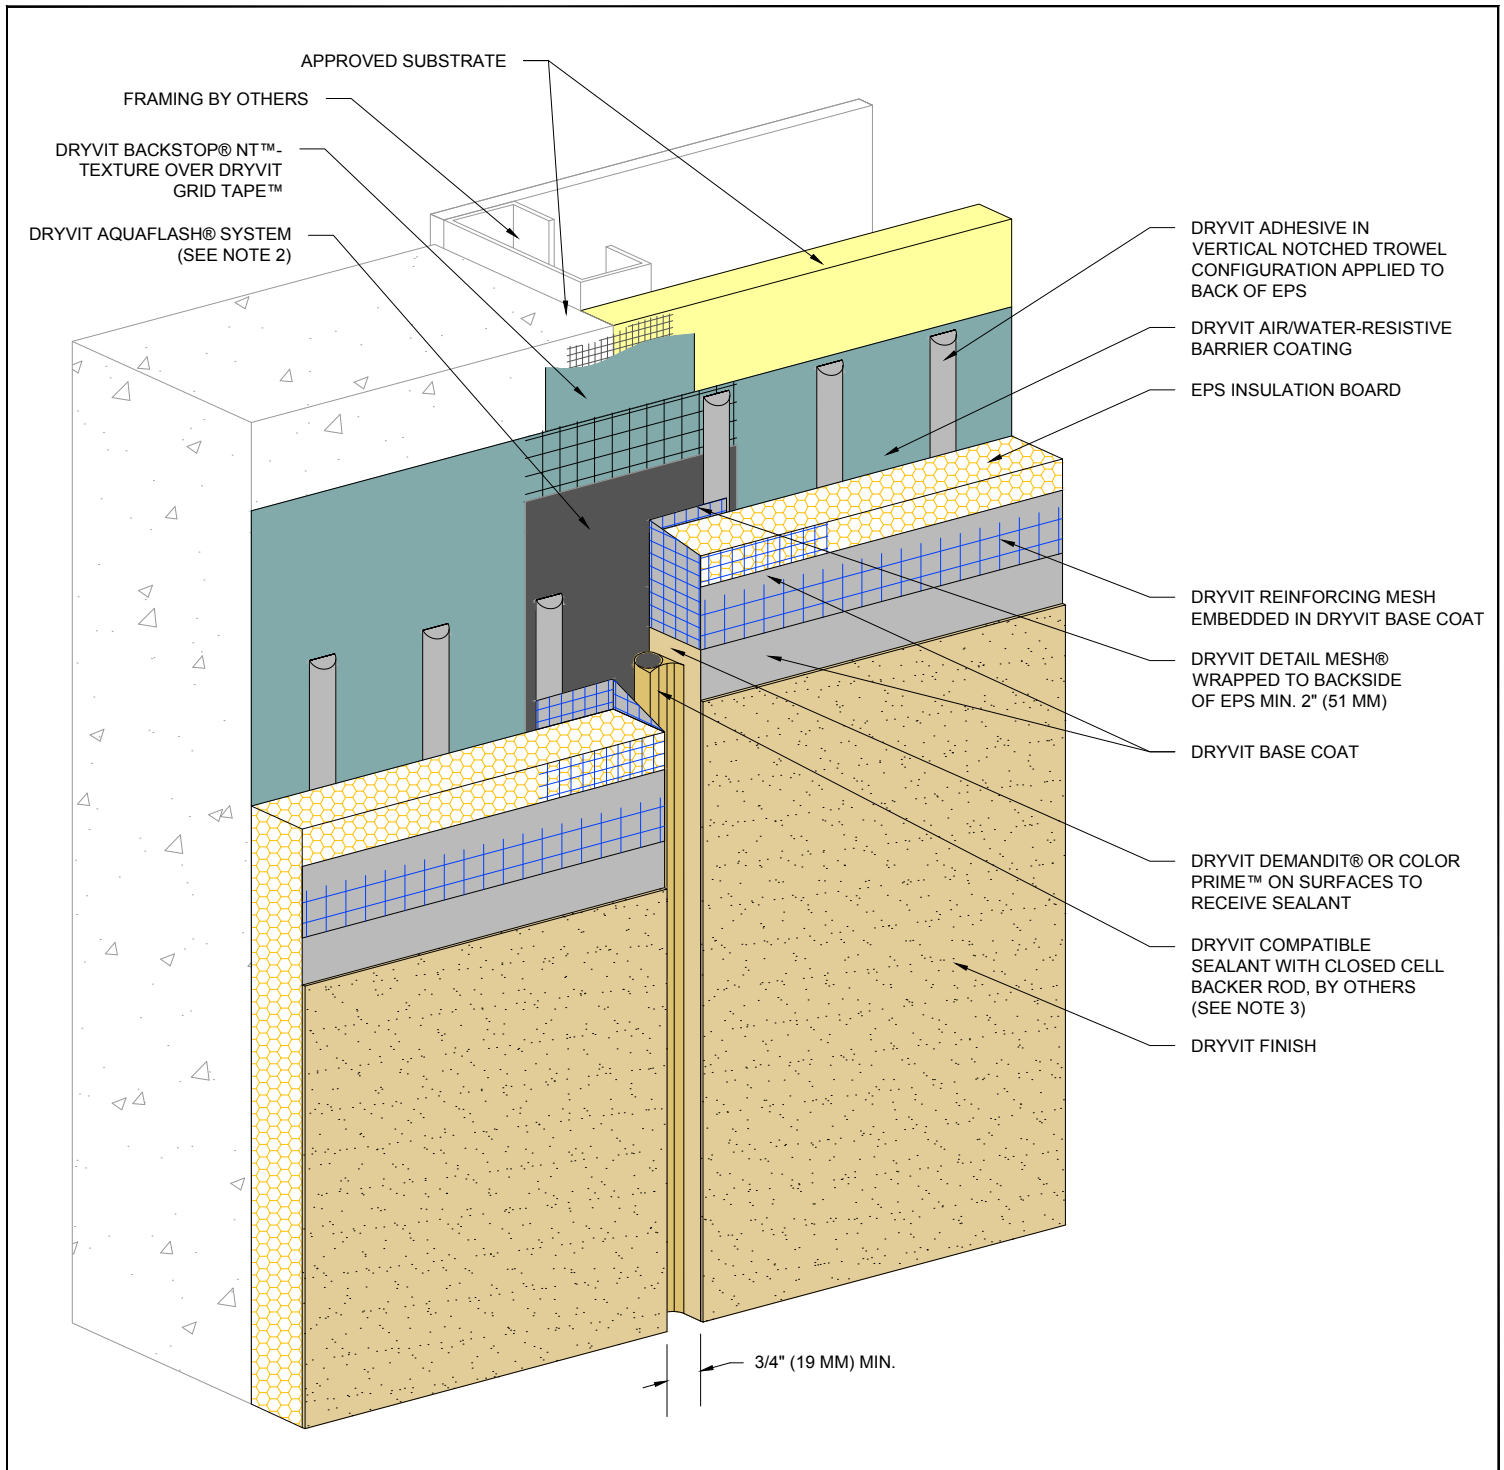 APPROVED SUBSTRATE
FRAMING BY OTHERS
DRYVIT BACKSTOP® NT™-
TEXTURE OVER DRYVIT
GRID TAPE™
DRYVIT AQUAFLASH® SYSTEM
(SEE NOTE 2)
DRYVIT ADHESIVE IN
VERTICAL NOTCHED TROWEL
CONFIGURATION APPLIED TO
BACK OF EPS
DRYVIT AIR/WATER-RESISTIVE
BARRIER COATING
EPS INSULATION BOARD
DRYVIT REINFORCING MESH
EMBEDDED IN DRYVIT BASE COAT
DRYVIT DETAIL MESH®
WRAPPED TO BACKSIDE
OF EPS MIN. 2" (51 MM)
DRYVIT BASE COAT
DRYVIT DEMANDIT® OR COLOR
PRIME™ ON SURFACES TO
RECEIVE SEALANT
DRYVIT COMPATIBLE
SEALANT WITH CLOSED CELL
BACKER ROD, BY OTHERS
(SEE NOTE 3)
DRYVIT FINISH
3/4" (19 MM) MIN.